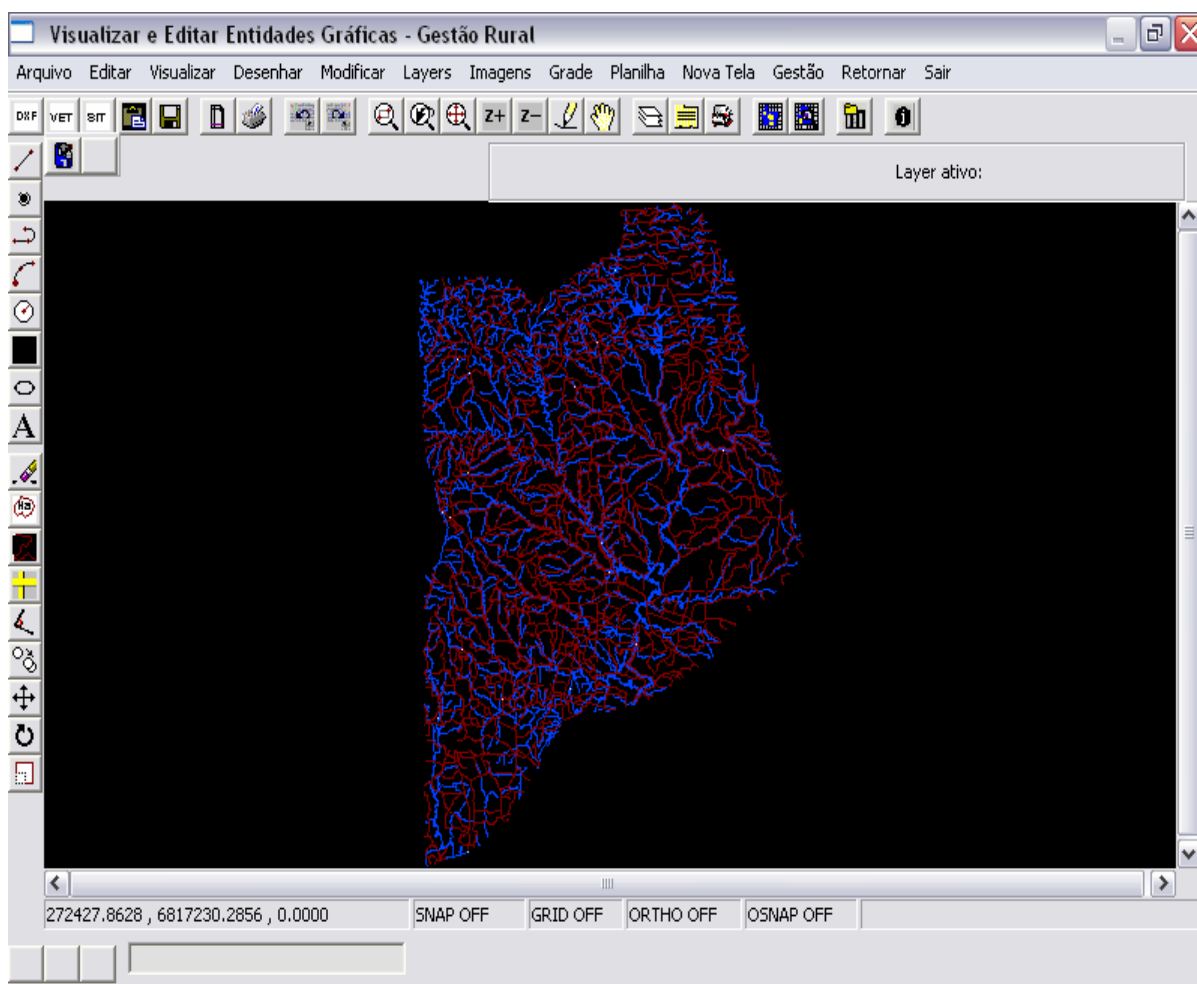 Visualizar e Editar Entidades Gráficas - Gestão Rural
Arquivo Editar Visualizar Desenhar Modificar Layers Imagens Grade Planilha Nova Tela Gestão Retornar Sair
DXF VET SIT Z+ Z-
Layer ativo:
A
Ha
272427.8628 , 6817230.2856 , 0.0000 SNAP OFF GRID OFF ORTHO OFF OSNAP OFF